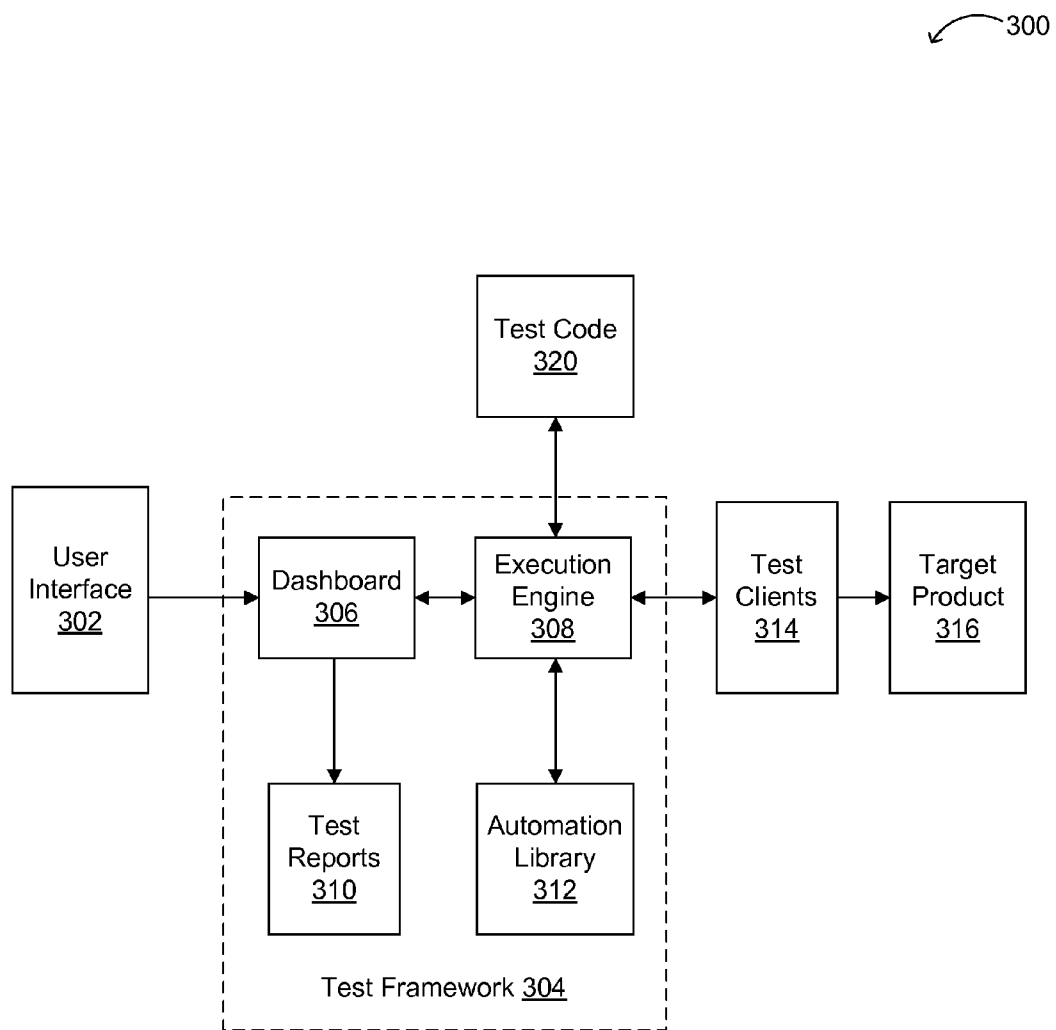 300
Test Code
320
User
Interface
302
Dashboard
306
Execution
Engine
308
Test
Clients
314
Target
Product
316
Test
Reports
310
Automation
Library
312
Test Framework 304